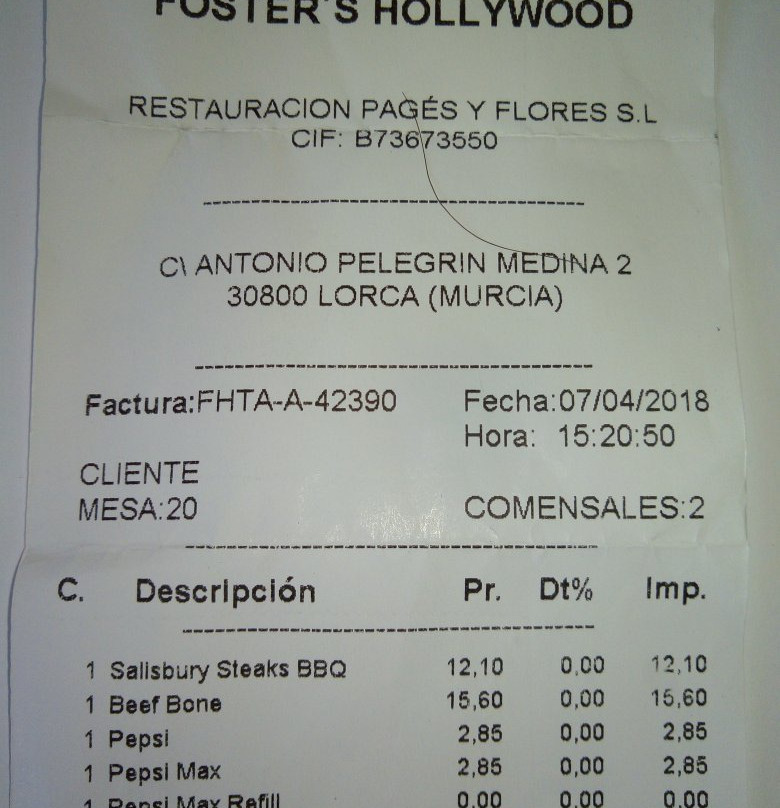 FOSTER'S HOLLYWOOD
RESTAURACION PAGÉS Y FLORES S.L
CIF: B73673550
C\ ANTONIO PELEGRIN MEDINA 2
30800 LORCA (MURCIA)
Factura:FHTA-A-42390 Fecha:07/04/2018
Hora: 15:20:50
CLIENTE
MESA:20 COMENSALES:2
C. Descripción Pr. Dt% Imp.
1 Salisbury Steaks BBQ 12,10 0,00 12,10
1 Beef Bone 15,60 0,00 15,60
1 Pepsi 2,85 0,00 2,85
1 Pepsi Max 2,85 0,00 2,85
1 Pepsi Max Refill 0,00 0,00 0,00